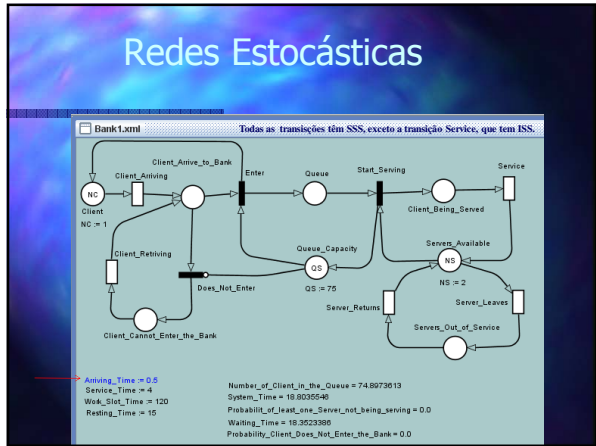 Redes Estocásticas
Bank1.xml
Todas as transisções têm SSS, exceto a transição Service, que tem ISS.
Client_Arrive_to_Bank
Enter
Queue
Start_Serving
Service
Client_Arriving
NC
Client
NC := 1
Client_Being_Served
Client_Retriving
Queue_Capacity
QS
QS := 75
Servers_Available
NS
NS := 2
Does_Not_Enter
Server_Returns
Server_Leaves
Client_Cannot_Enter_the_Bank
Servers_Out_of_Service
Arriving_Time := 0.5
Service_Time := 4
Work_Slot_Time := 120
Resting_Time := 15
Number_of_Client_in_the_Queue = 74.8973613
System_Time = 18.8035546
Probabilit_of_least_one_Server_not_being_serving = 0.0
Waiting_Time = 18.3523386
Probability_Client_Does_Not_Enter_the_Bank = 0.0